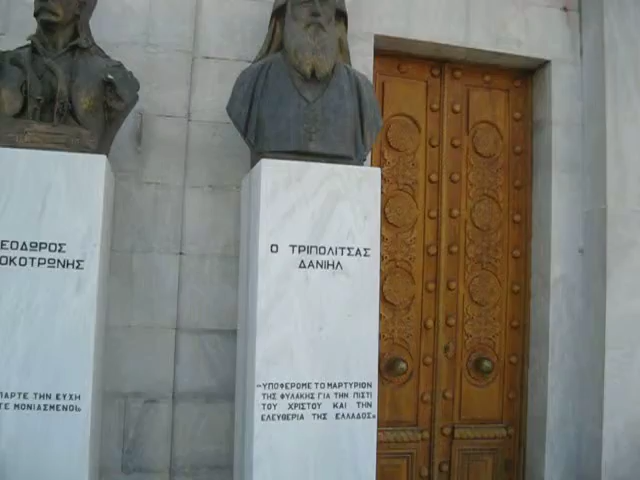 ΕΟΔΩΡΟΣ
ΟΚΟΤΡΩΝΗΣ
ΠΑΡΤΕ ΤΗΝ ΕΥΧΗ
ΤΕ ΜΟΝΙΑΣΜΕΝΟΙ»
Ο ΤΡΙΠΟΛΙΤΣΑΣ
ΔΑΝΙΗΛ
«ΥΠΟΦΕΡΟΜΕ ΤΟ ΜΑΡΤΥΡΙΟΝ
ΤΗΣ ΦΥΛΑΚΗΣ ΓΙΑ ΤΗΝ ΠΙΣΤΙ
ΤΟΥ ΧΡΙΣΤΟΥ ΚΑΙ ΤΗΝ
ΕΛΕΥΘΕΡΙΑ ΤΗΣ ΕΛΛΑΔΟΣ»